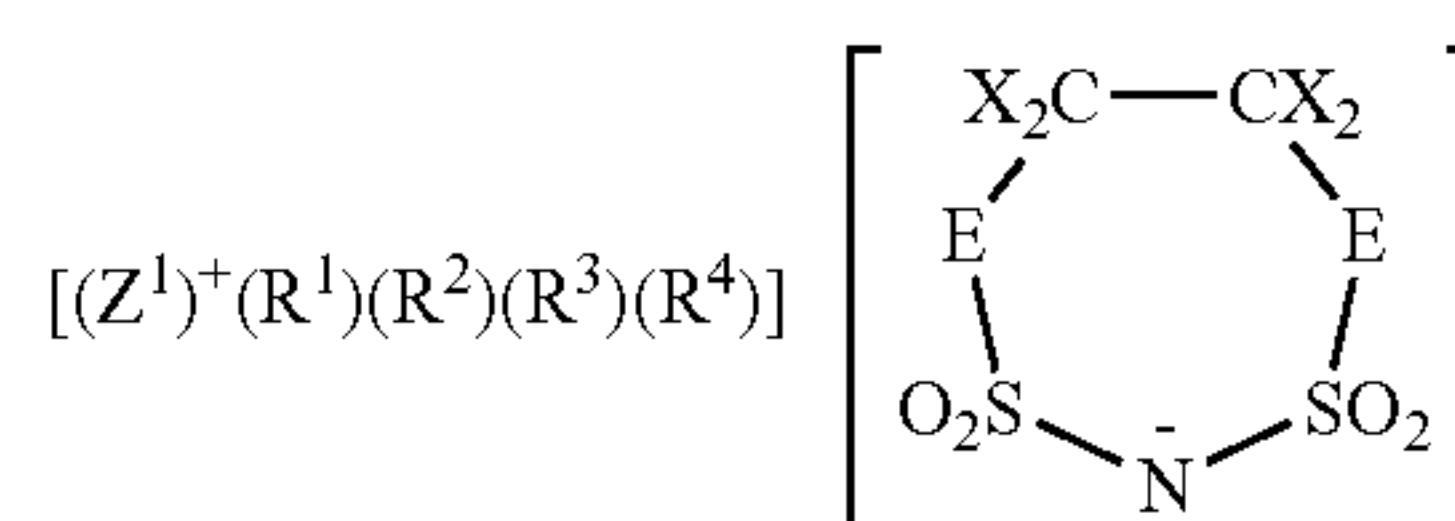 X₂C CX₂
E E
[(Z¹)⁺(R¹)(R²)(R³)(R⁴)]
O₂S SO₂
N⁻